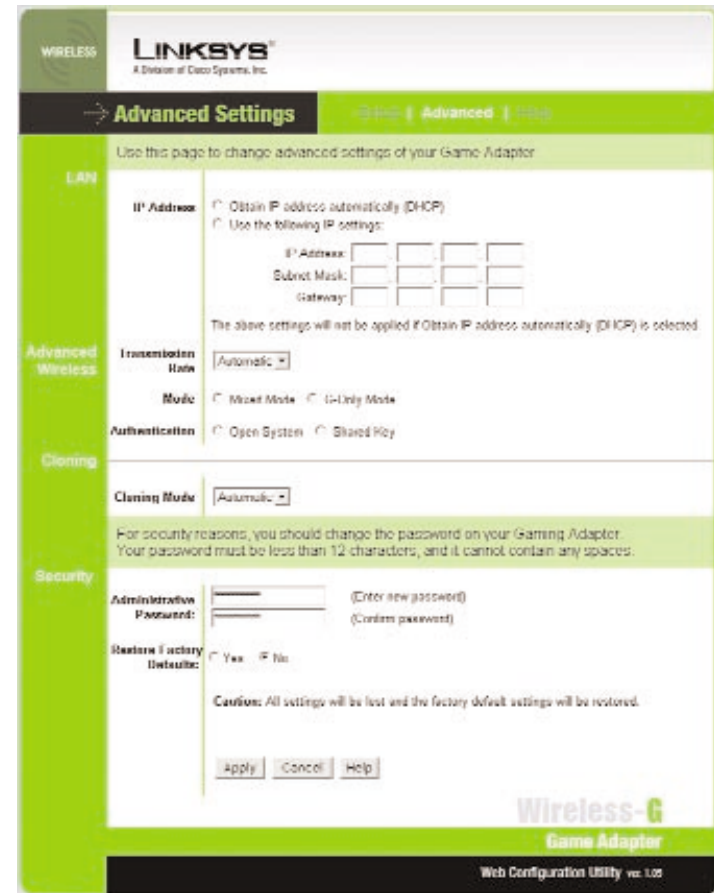 WIRELESS
LINKSYS®
A Division of Cisco Systems, Inc.
Advanced Settings
Setup | Advanced | Help
Use this page to change advanced settings of your Game Adapter
LAN
IP Address
Obtain IP address automatically (DHCP)
Use the following IP settings:
IP Address:
Subnet Mask:
Gateway:
The above settings will not be applied if Obtain IP address automatically (DHCP) is selected
Advanced Wireless
Transmission Rate
Automatic
Mode
Mixed Mode G-Only Mode
Authentication
Open System Shared Key
Cloning
Cloning Mode
Automatic
For security reasons, you should change the password on your Gaming Adapter.
Your password must be less than 12 characters, and it cannot contain any spaces.
Security
Administrative Password:
(Enter new password)
(Confirm password)
Restore Factory Defaults:
Yes No
Caution: All settings will be lost and the factory default settings will be restored.
Apply Cancel Help
Wireless-G
Game Adapter
Web Configuration Utility ver. 1.05